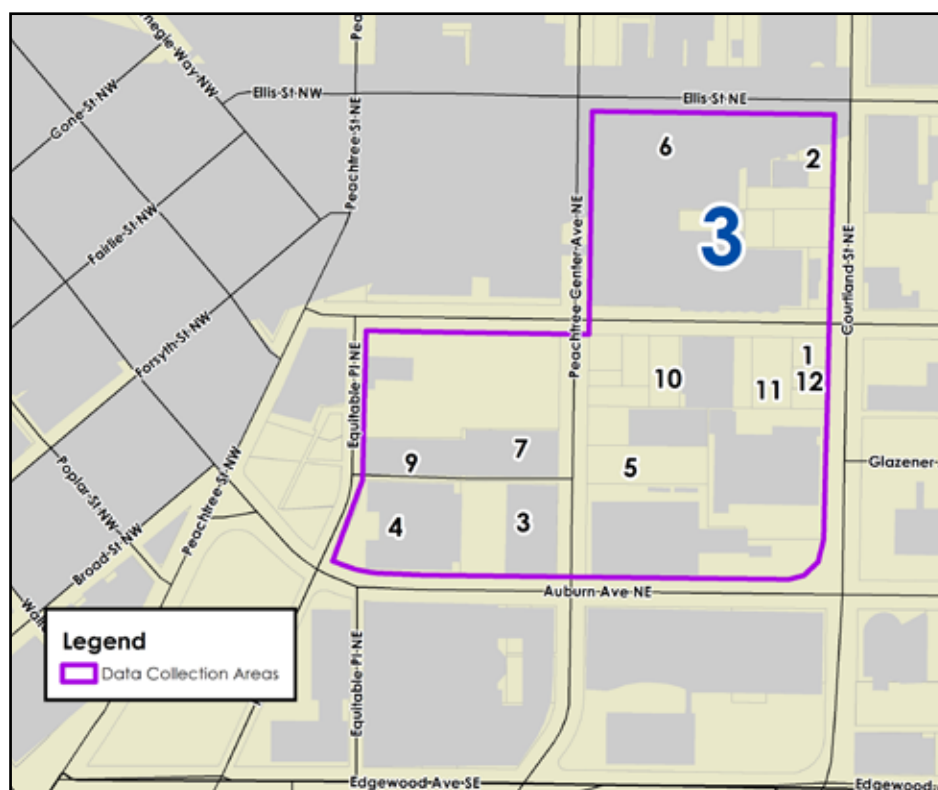 Ellis St NW
Ellis St NE
Gone St NW
Peachtree St NE
6
2
3
Fairlie St NW
Peachtree Center Ave NE
Courtland St NE
Forsyth St NW
Equitable Pl NE
1
10
11
12
7
9
5
Glazener
Poplar St NW
Peachtree St NW
4
3
Broad St NW
Auburn Ave NE
Legend
Data Collection Areas
Equitable Pl NE
Edgewood Ave SE
Edgewood